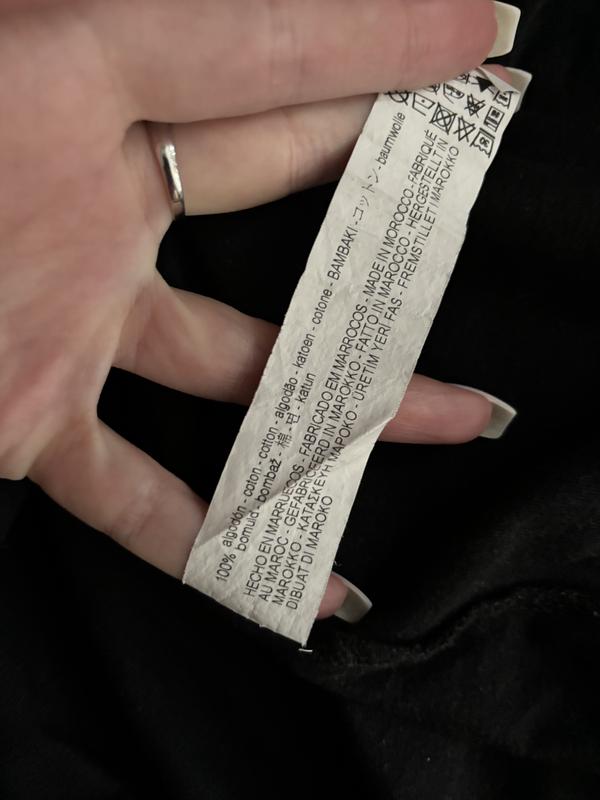 100% algodón - coton - cotton - algodão - katoen - cotone - BAMBAKI - コットン - baumwolle
bomuld - bombaž - 棉 - 면 - katun
HECHO EN MARRUECOS - FABRICADO EM MARROCOS - MADE IN MOROCCO - FABRIQUÉ
AU MAROC - GEFABRICEERD IN MAROKKO - FATTO IN MAROCCO - HERGESTELLT IN
MAROKKO - ΚΑΤΑΣΚΕΥΗ ΜΑΡΟΚΟ - ÜRETİM YERİ FAS - FREMSTILLET I MAROKKO
DIBUAT DI MAROKO